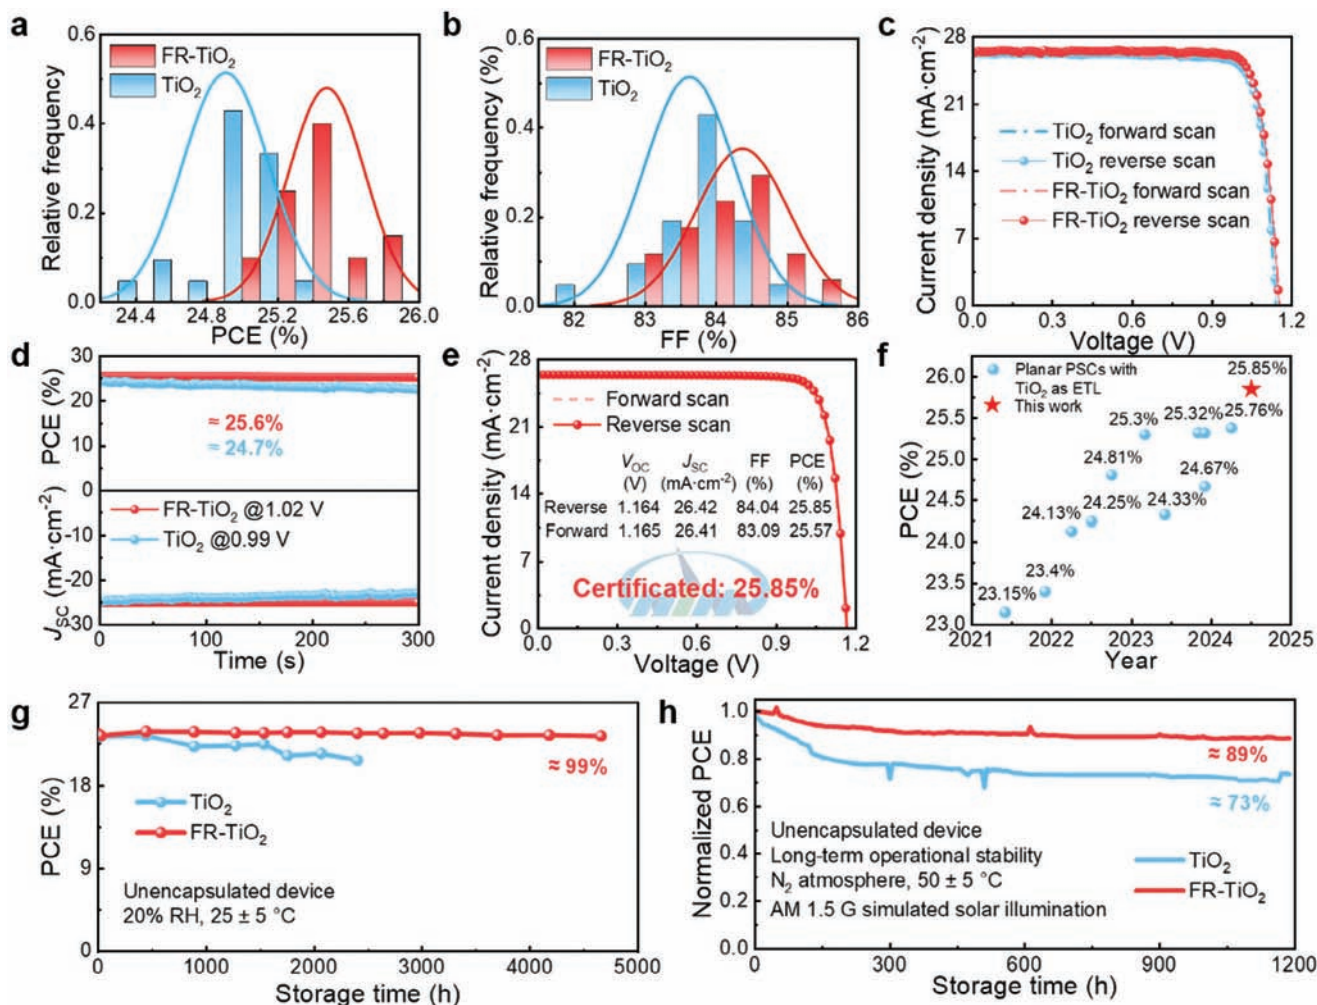 a
0.6
0.4
0.2
0.0
Relative frequency
FR-TiO₂
TiO₂
24.4 24.8 25.2 25.6 26.0
PCE (%)
b
0.6
0.4
0.2
0.0
Relative frequency (%)
FR-TiO₂
TiO₂
82 83 84 85 86
FF (%)
c
28
21
14
7
0
Current density (mA·cm⁻²)
TiO₂ forward scan
TiO₂ reverse scan
FR-TiO₂ forward scan
FR-TiO₂ reverse scan
0.0 0.3 0.6 0.9 1.2
Voltage (V)
d
30
20
10
0
PCE (%)
≈ 25.6%
≈ 24.7%
-10
-20
-30
J_SC (mA·cm⁻²)
FR-TiO₂ @1.02 V
TiO₂ @0.99 V
0 100 200 300
Time (s)
e
28
21
14
7
0
Current density (mA·cm⁻²)
Forward scan
Reverse scan
V_OC J_SC FF PCE
(V) (mA·cm⁻²) (%) (%)
Reverse 1.164 26.42 84.04 25.85
Forward 1.165 26.41 83.09 25.57
Certificated: 25.85%
NIM
0.0 0.3 0.6 0.9 1.2
Voltage (V)
f
26.0
25.5
25.0
24.5
24.0
23.5
23.0
PCE (%)
Planar PSCs with
TiO₂ as ETL
This work
25.85%
25.3%
25.32%
25.76%
24.81%
24.67%
24.13%
24.25%
24.33%
23.4%
23.15%
2021 2022 2023 2024 2025
Year
g
27
18
9
0
PCE (%)
≈ 99%
TiO₂
FR-TiO₂
Unencapsulated device
20% RH, 25 ± 5 °C
0 1000 2000 3000 4000 5000
Storage time (h)
h
1.0
0.8
0.6
0.4
0.2
0.0
Normalized PCE
≈ 89%
≈ 73%
Unencapsulated device
Long-term operational stability
N₂ atmosphere, 50 ± 5 °C
AM 1.5 G simulated solar illumination
TiO₂
FR-TiO₂
0 300 600 900 1200
Storage time (h)